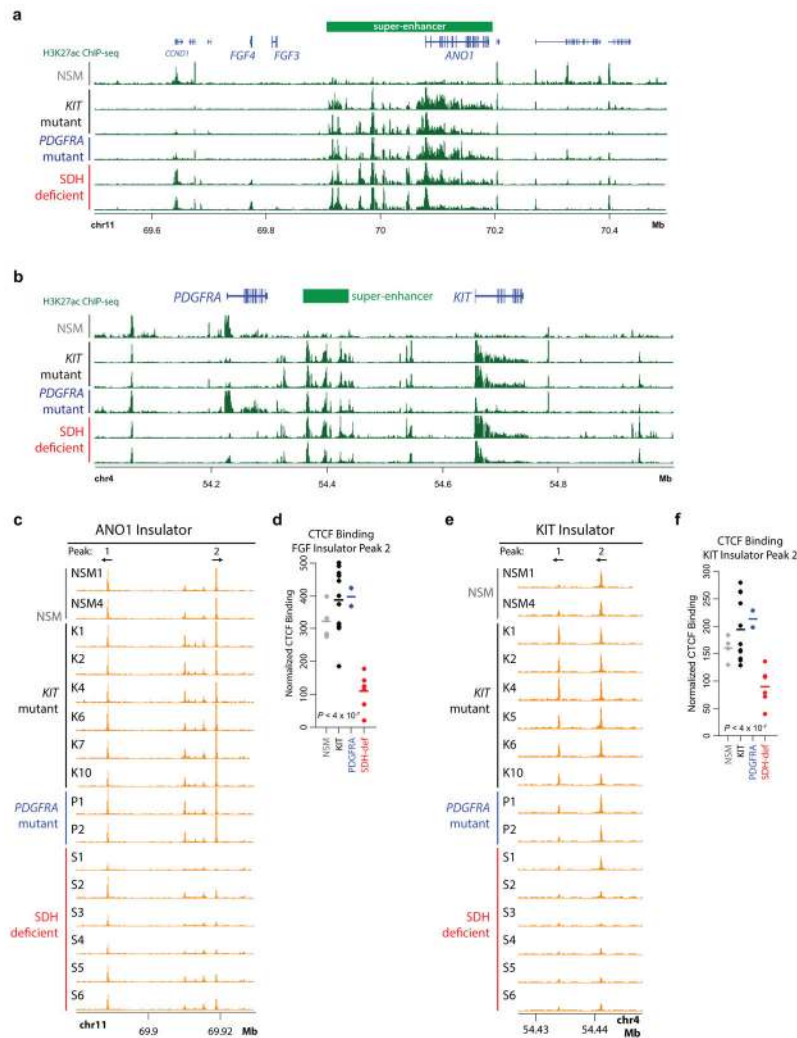 a
super-enhancer
CCND1
FGF4
FGF3
ANO1
H3K27ac ChIP-seq
NSM
KIT
mutant
PDGFRA
mutant
SDH
deficient
chr11
69.6
69.8
70
70.2
70.4
Mb
b
PDGFRA
super-enhancer
KIT
H3K27ac ChIP-seq
NSM
KIT
mutant
PDGFRA
mutant
SDH
deficient
chr4
54.2
54.4
54.6
54.8
Mb
c
ANO1 Insulator
Peak:
1
2
NSM
NSM1
NSM4
KIT
mutant
K1
K2
K4
K6
K7
K10
PDGFRA
mutant
P1
P2
SDH
deficient
S1
S2
S3
S4
S5
S6
chr11
69.9
69.92
Mb
d
CTCF Binding
FGF Insulator Peak 2
Normalized CTCF Binding
500
400
300
200
100
0
NSM
KIT
PDGFRA
SDH-def
e
KIT Insulator
Peak:
1
2
NSM
NSM1
NSM4
KIT
mutant
K1
K2
K4
K5
K6
K10
PDGFRA
mutant
P1
P2
SDH
deficient
S1
S2
S3
S4
S5
S6
54.43
54.44
chr4
Mb
f
CTCF Binding
KIT Insulator Peak 2
Normalized CTCF Binding
300
250
200
150
100
50
0
NSM
KIT
PDGFRA
SDH-def